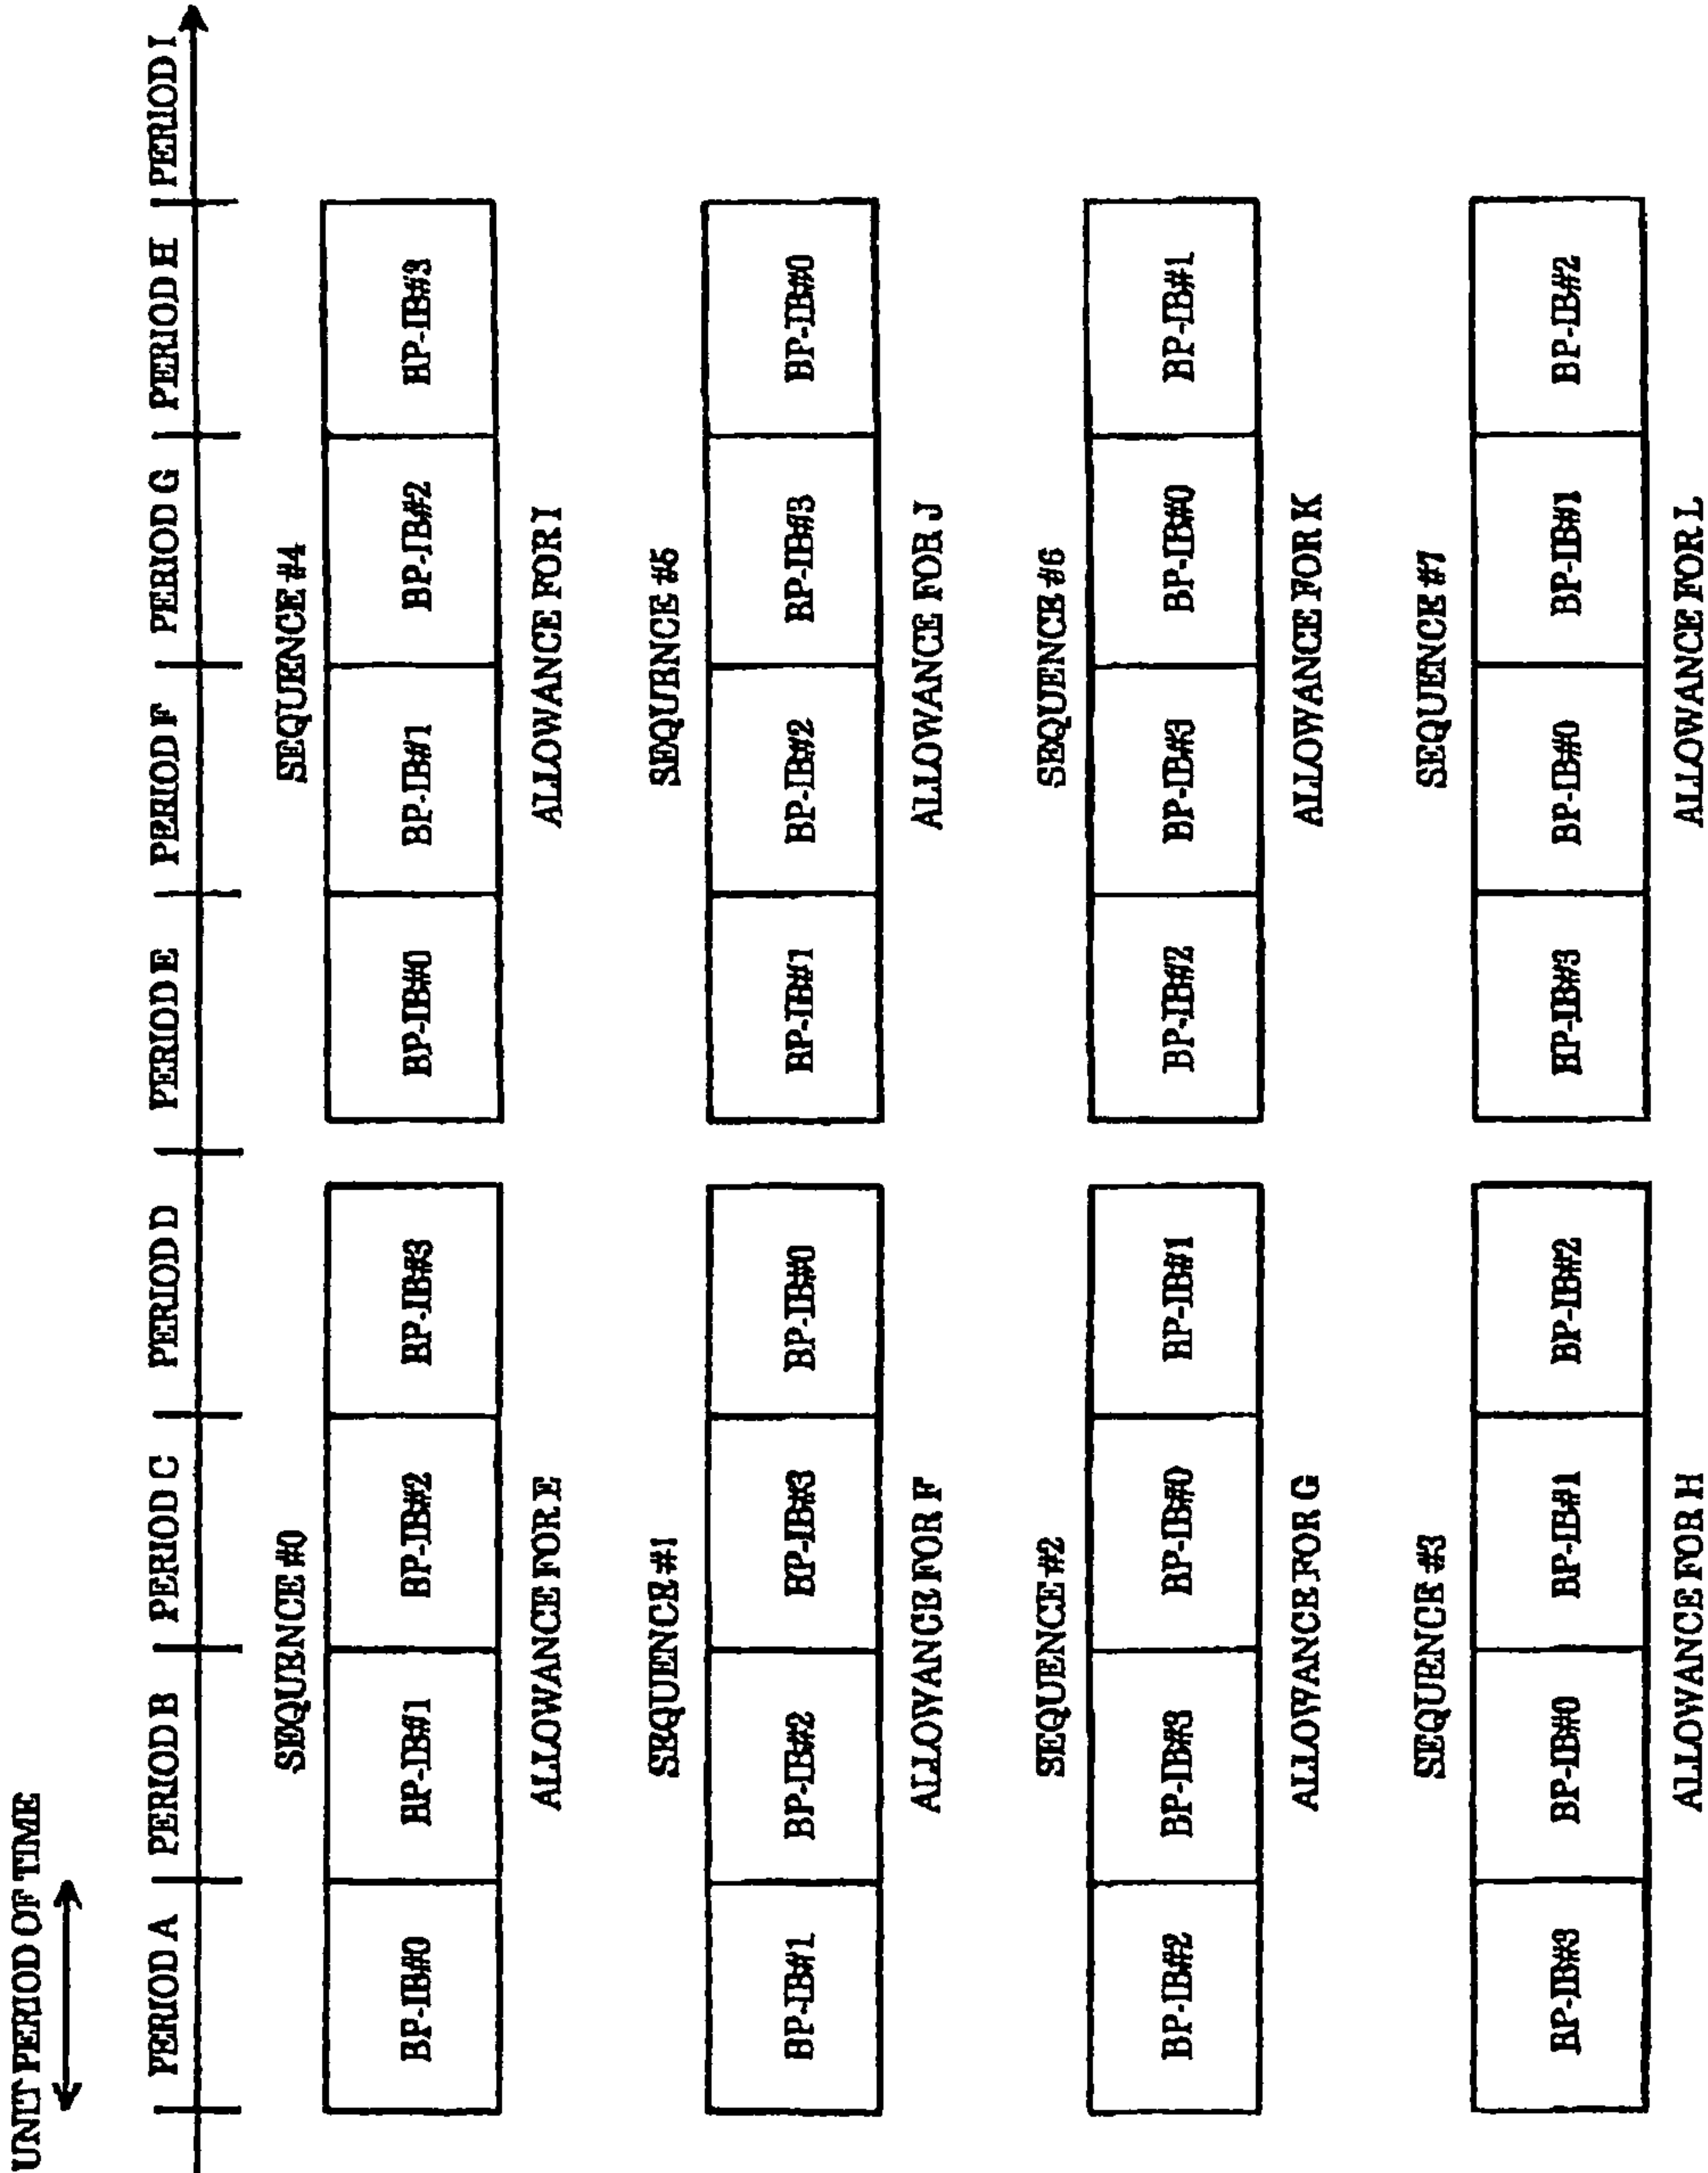 UNIT PERIOD OF TIME
PERIOD A PERIOD B PERIOD C PERIOD D PERIOD E PERIOD F PERIOD G PERIOD H PERIOD I
SEQUENCE #0 SEQUENCE #4
BP-IB#0 BP-IB#1 BP-IB#2 BP-IB#3 BP-IB#0 BP-IB#1 BP-IB#2 BP-IB#3
ALLOWANCE FOR E ALLOWANCE FOR I
SEQUENCE #1 SEQUENCE #5
BP-IB#1 BP-IB#2 BP-IB#3 BP-IB#0 BP-IB#1 BP-IB#2 BP-IB#3 BP-IB#0
ALLOWANCE FOR F ALLOWANCE FOR J
SEQUENCE #2 SEQUENCE #6
BP-IB#2 BP-IB#3 BP-IB#0 BP-IB#1 BP-IB#2 BP-IB#3 BP-IB#0 BP-IB#1
ALLOWANCE FOR G ALLOWANCE FOR K
SEQUENCE #3 SEQUENCE #7
BP-IB#3 BP-IB#0 BP-IB#1 BP-IB#2 BP-IB#3 BP-IB#0 BP-IB#1 BP-IB#2
ALLOWANCE FOR H ALLOWANCE FOR L